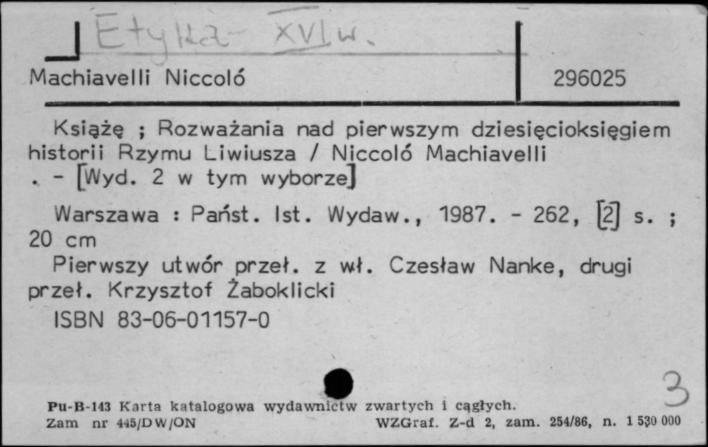 Etyka - XVI w.
Machiavelli Niccoló 296025
Książę ; Rozważania nad pierwszym dziesięcioksięgiem
historii Rzymu Liwiusza / Niccoló Machiavelli
. - [Wyd. 2 w tym wyborze]
Warszawa : Państ. Ist. Wydaw., 1987. - 262, [2] s. ;
20 cm
Pierwszy utwór przeł. z wł. Czesław Nanke, drugi
przeł. Krzysztof Żaboklicki
ISBN 83-06-01157-0
3
Pu-B-143 Karta katalogowa wydawnictw zwartych i cągłych.
Zam nr 445/DW/ON WZGraf. Z-d 2, zam. 254/86, n. 1 530 000